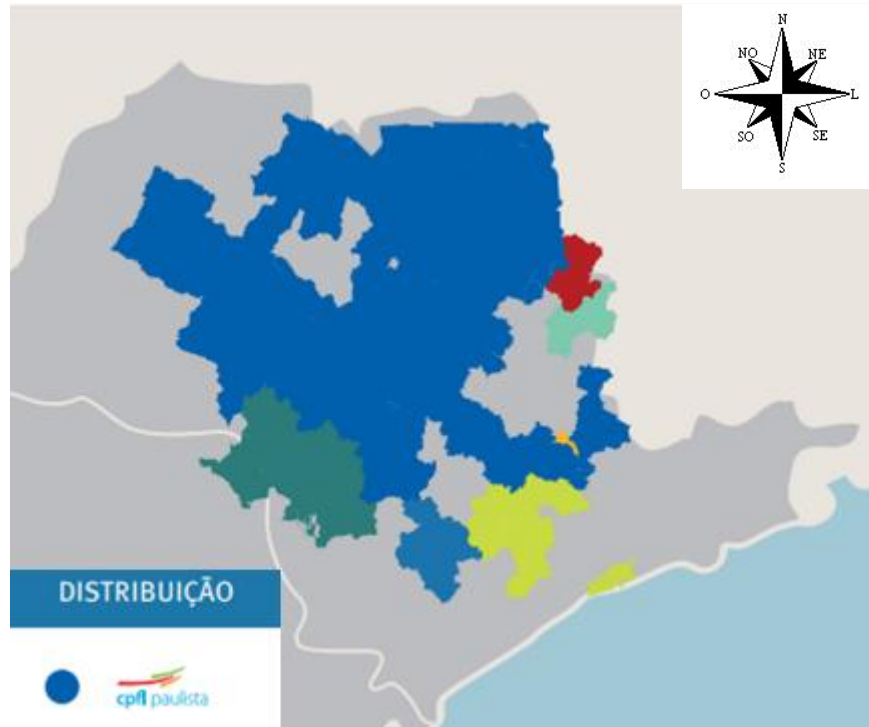 N
NO NE
O L
SO SE
S
DISTRIBUIÇÃO
cpfl paulista